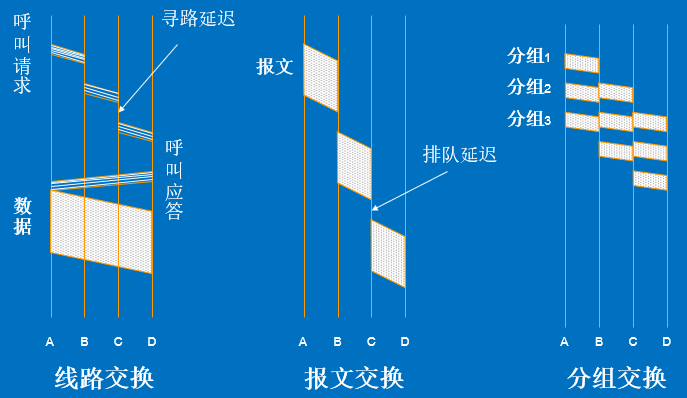 呼叫请求
寻路延迟
呼叫应答
数据
A B C D
线路交换
报文
排队延迟
A B C D
报文交换
分组1
分组2
分组3
A B C D
分组交换